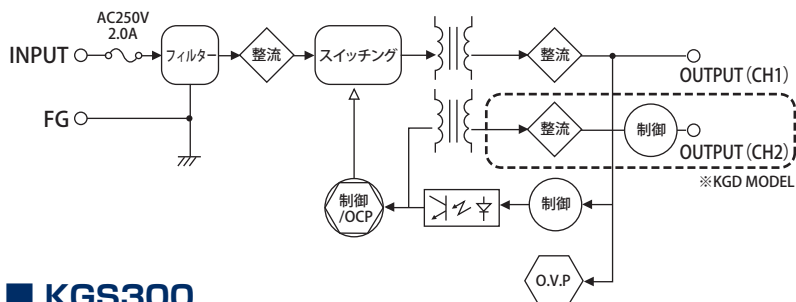 AC250V
2.0A
INPUT
フィルター
整流
スイッチング
整流
OUTPUT (CH1)
FG
整流
制御
OUTPUT (CH2)
※KGD MODEL
制御
/OCP
制御
O.V.P
■ KGS300